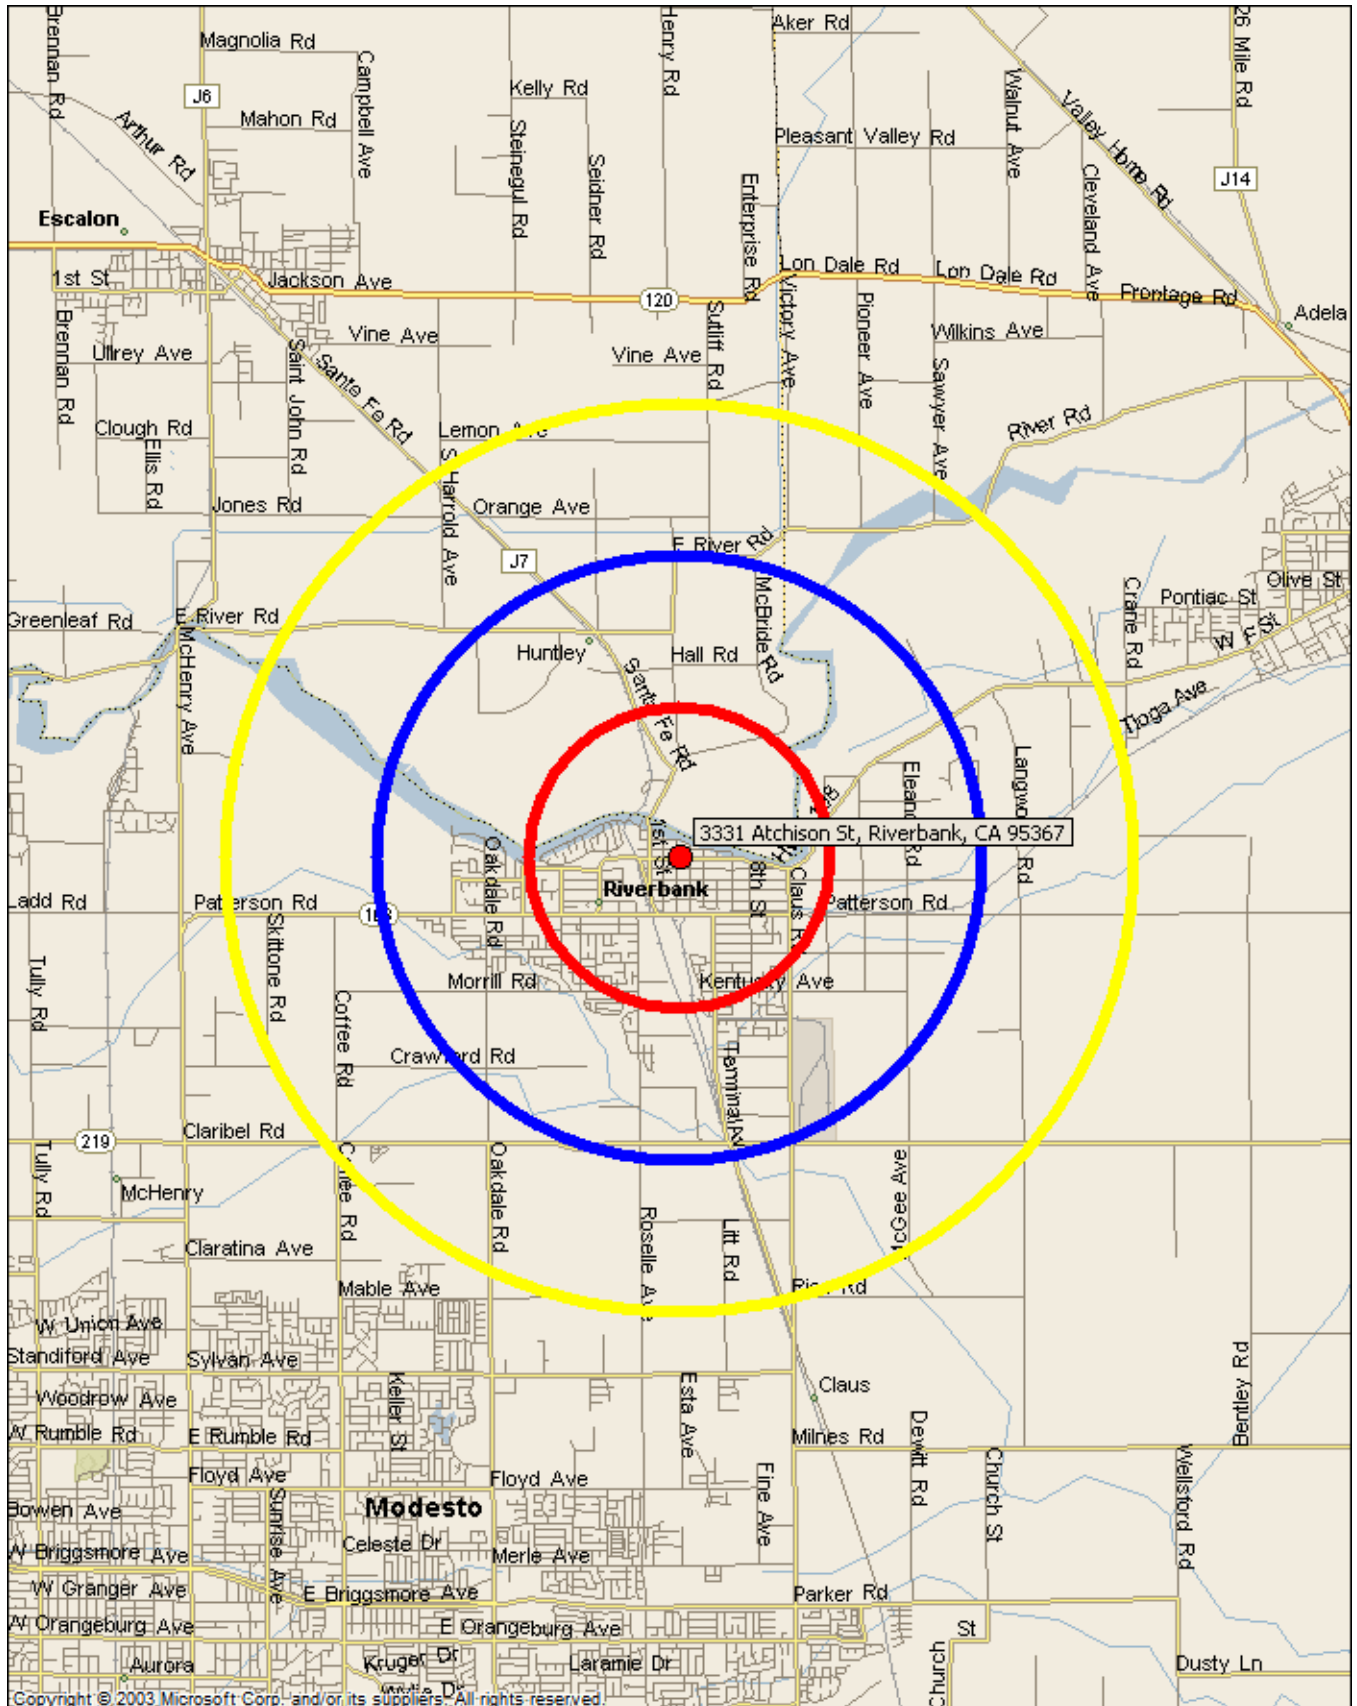 Brennan Rd
Magnolia Rd
Campbell Ave
Henry Rd
Aker Rd
26 Mile Rd
J6
Kelly Rd
Arthur Rd
Mahon Rd
Steinegul Rd
Seidner Rd
Pleasant Valley Rd
Walnut Ave
Valley Home Rd
Cleveland Ave
J14
Enterprise Rd
Escalon
1st St
Jackson Ave
120
Lon Dale Rd
Lon Dale Rd
Frontage Rd
Adela
Brennan Rd
Ullrey Ave
Vine Ave
Saint John Rd
Sante Fe Rd
Vine Ave
Sutliff Rd
Victory Ave
Pioneer Ave
Wilkins Ave
Sawyer Ave
River Rd
Clough Rd
Ellis Rd
Lemon Ave
S Harrold Ave
Jones Rd
Orange Ave
J7
E River Rd
McBride Rd
Crane Rd
Olive St
Pontiac St
W F St
Greenleaf Rd
E River Rd
McHenry Ave
Huntley
Hall Rd
Santa Fe Rd
Tioga Ave
3331 Atchison St, Riverbank, CA 95367
1st St
8th St
Riverbank
Oakdale Rd
Claus Rd
Ladd Rd
Patterson Rd
Patterson Rd
Skittone Rd
Tully Rd
Morrill Rd
Kentucky Ave
Coffee Rd
Crawford Rd
Terminal Av
219
Claribel Rd
Tully Rd
McHenry
Coffee Rd
Oakdale Rd
Claratina Ave
Mable Ave
Roselle Ave
Litt Rd
McGee Ave
W Union Ave
Standiford Ave
Sylvan Ave
Woodrow Ave
Keller St
Esta Ave
Claus
Bentley Rd
W Rumble Rd
E Rumble Rd
Milnes Rd
Dewitt Rd
Church St
Wellsford Rd
Floyd Ave
Floyd Ave
Fine Ave
Bowen Ave
Sunrise Ave
Modesto
Celeste Dr
Merle Ave
W Briggsmore Ave
W Granger Ave
E Briggsmore Ave
Parker Rd
W Orangeburg Ave
E Orangeburg Ave
St
Church
Aurora
Kruger Dr
Laramie Dr
Dusty Ln
Copyright © 2003 Microsoft Corp. and/or its suppliers. All rights reserved.